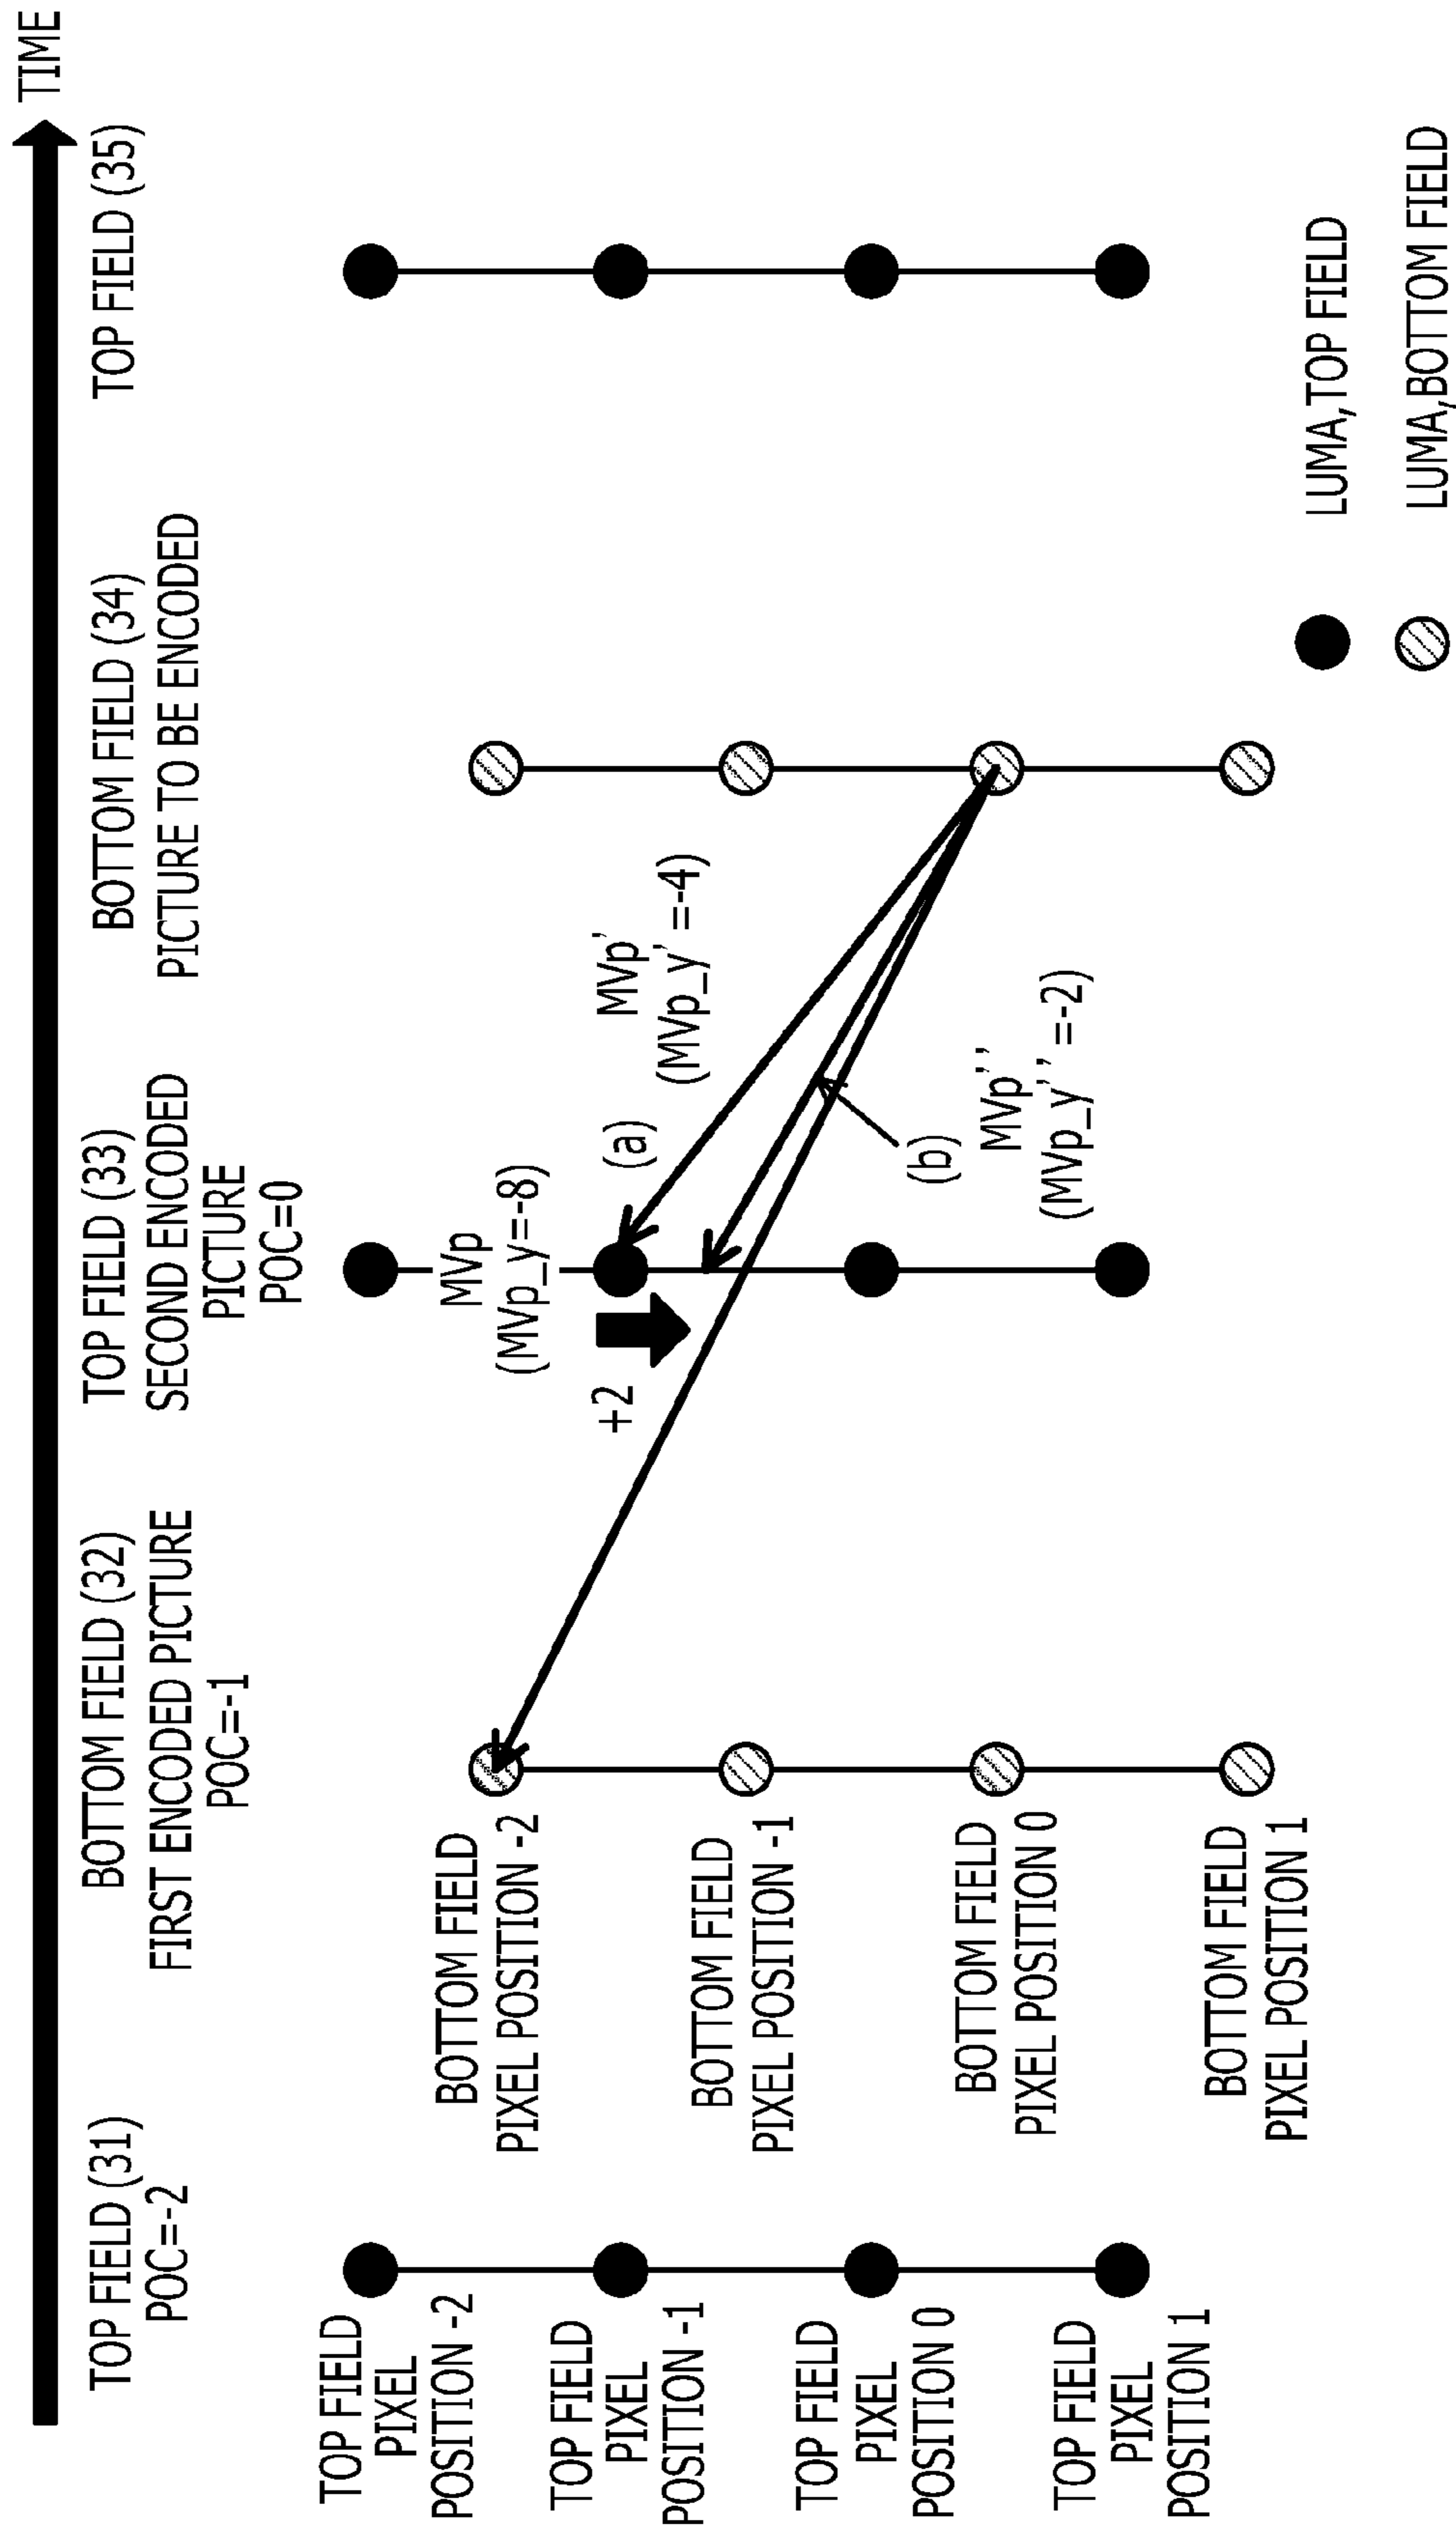 TIME
TOP FIELD (31)
POC=-2
BOTTOM FIELD (32)
FIRST ENCODED PICTURE
POC=-1
TOP FIELD (33)
SECOND ENCODED
PICTURE
POC=0
BOTTOM FIELD (34)
PICTURE TO BE ENCODED
TOP FIELD (35)
TOP FIELD
PIXEL
POSITION -2
TOP FIELD
PIXEL
POSITION -1
TOP FIELD
PIXEL
POSITION 0
TOP FIELD
PIXEL
POSITION 1
BOTTOM FIELD
PIXEL POSITION -2
BOTTOM FIELD
PIXEL POSITION -1
BOTTOM FIELD
PIXEL POSITION 0
BOTTOM FIELD
PIXEL POSITION 1
MVp
(MVp_y=-8)
+2
(a)
MVp'
(MVp_y'=-4)
(b)
MVp''
(MVp_y''=-2)
LUMA,TOP FIELD
LUMA,BOTTOM FIELD